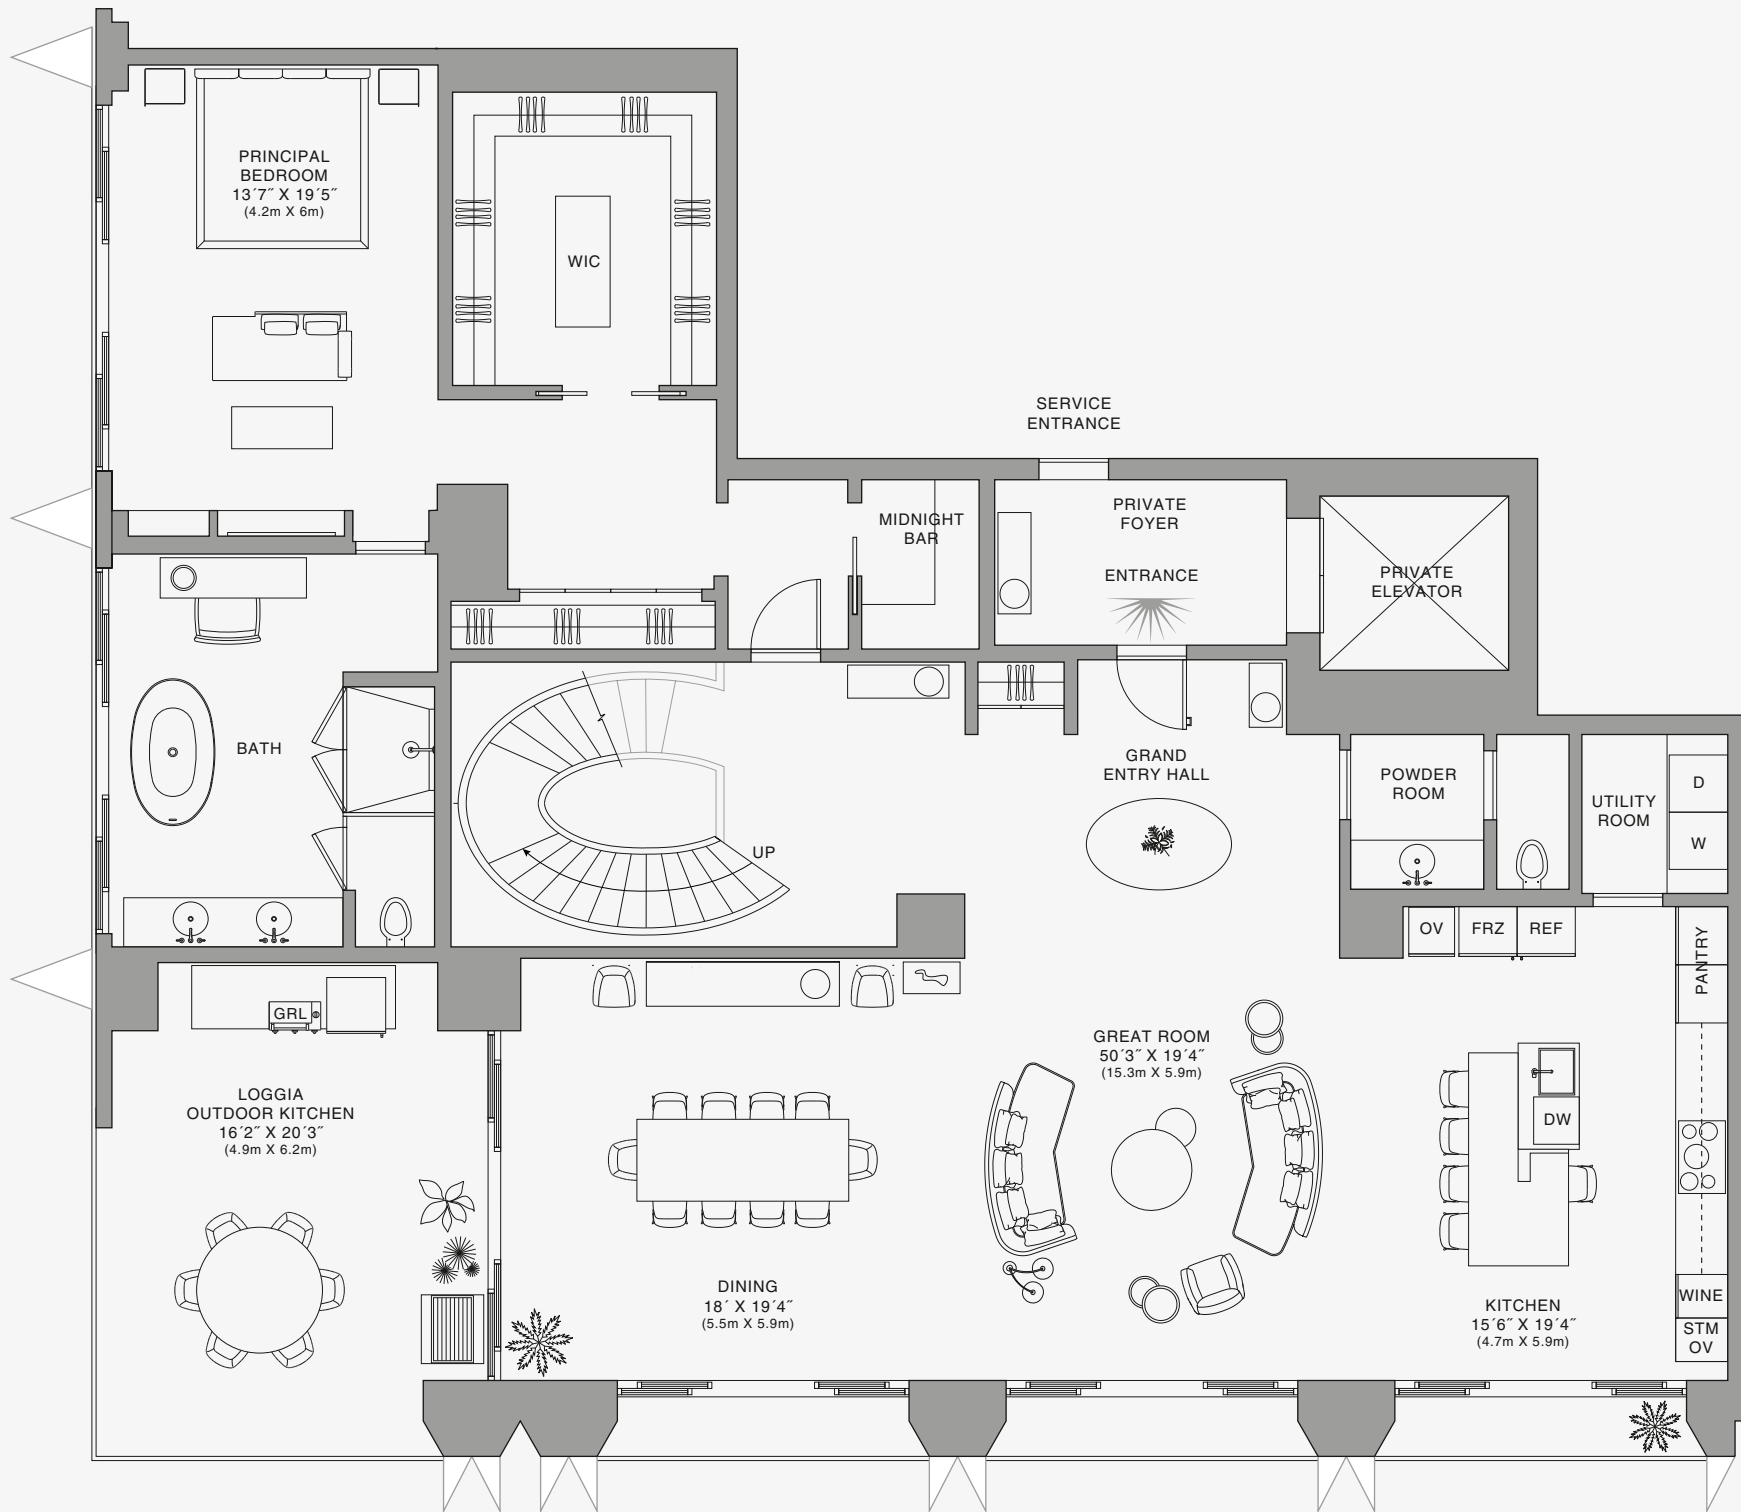 PRINCIPAL
BEDROOM
13´7˝ X 19´5˝
(4.2m X 6m)
WIC
SERVICE
ENTRANCE
MIDNIGHT
BAR
PRIVATE
FOYER
ENTRANCE
PRIVATE
ELEVATOR
BATH
UP
GRAND
ENTRY HALL
POWDER
ROOM
UTILITY
ROOM
D
W
OV
FRZ
REF
PANTRY
GRL
LOGGIA
OUTDOOR KITCHEN
16´2˝ X 20´3˝
(4.9m X 6.2m)
GREAT ROOM
50´3˝ X 19´4˝
(15.3m X 5.9m)
DW
DINING
18´ X 19´4˝
(5.5m X 5.9m)
KITCHEN
15´6˝ X 19´4˝
(4.7m X 5.9m)
WINE
STM
OV